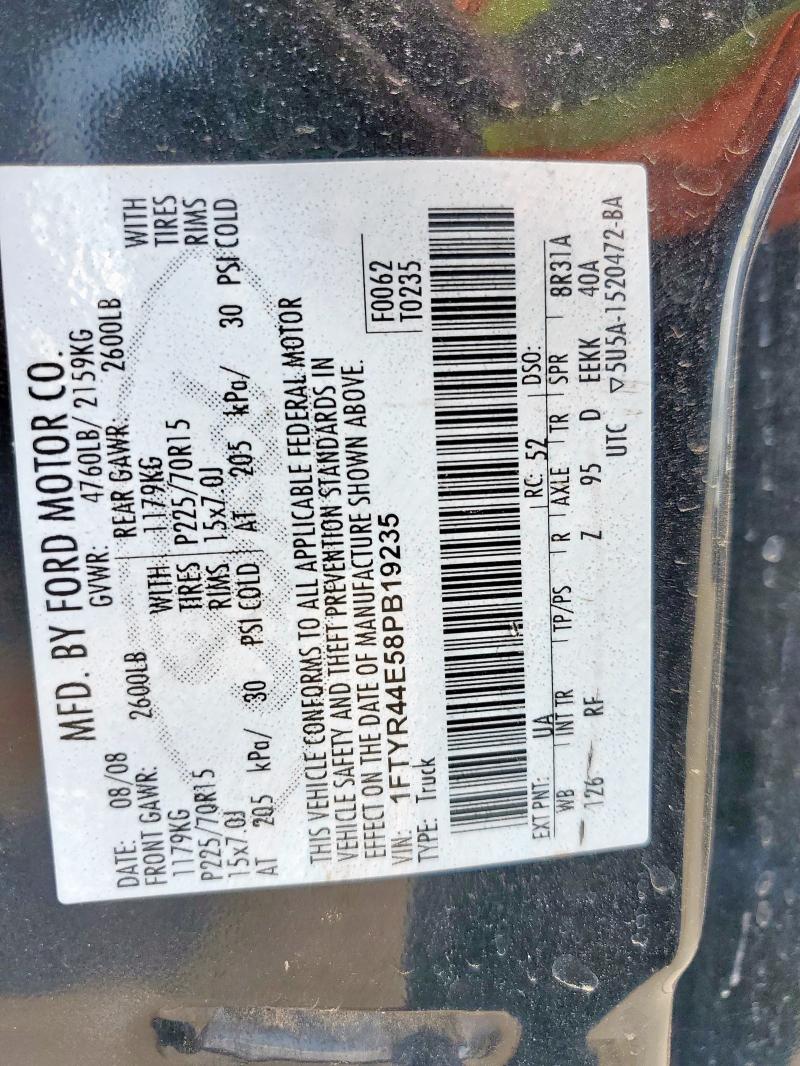 MFD. BY FORD MOTOR CO.
DATE: 08/08 GVWR: 4760LB/2159KG
FRONT GAWR: 2600LB REAR GAWR: 2600LB
1179KG WITH 1179KG WITH
P225/70R15 TIRES P225/70R15 TIRES
15x7.0J RIMS 15x7.0J RIMS
AT 205 kPa/ 30 PSI COLD AT 205 kPa/ 30 PSI COLD
THIS VEHICLE CONFORMS TO ALL APPLICABLE FEDERAL MOTOR
VEHICLE SAFETY AND THEFT PREVENTION STANDARDS IN
EFFECT ON THE DATE OF MANUFACTURE SHOWN ABOVE.
VIN: 1FTYR44E58PB19235 F0062
TYPE: Truck T0235
EXT PNT: UA RC: 52 DSO:
WB INT TR TP/PS R AXLE TR SPR 8R31A
126 RF Z 95 D EEKK 40A
UTC ▽5U5A-1520472-BA